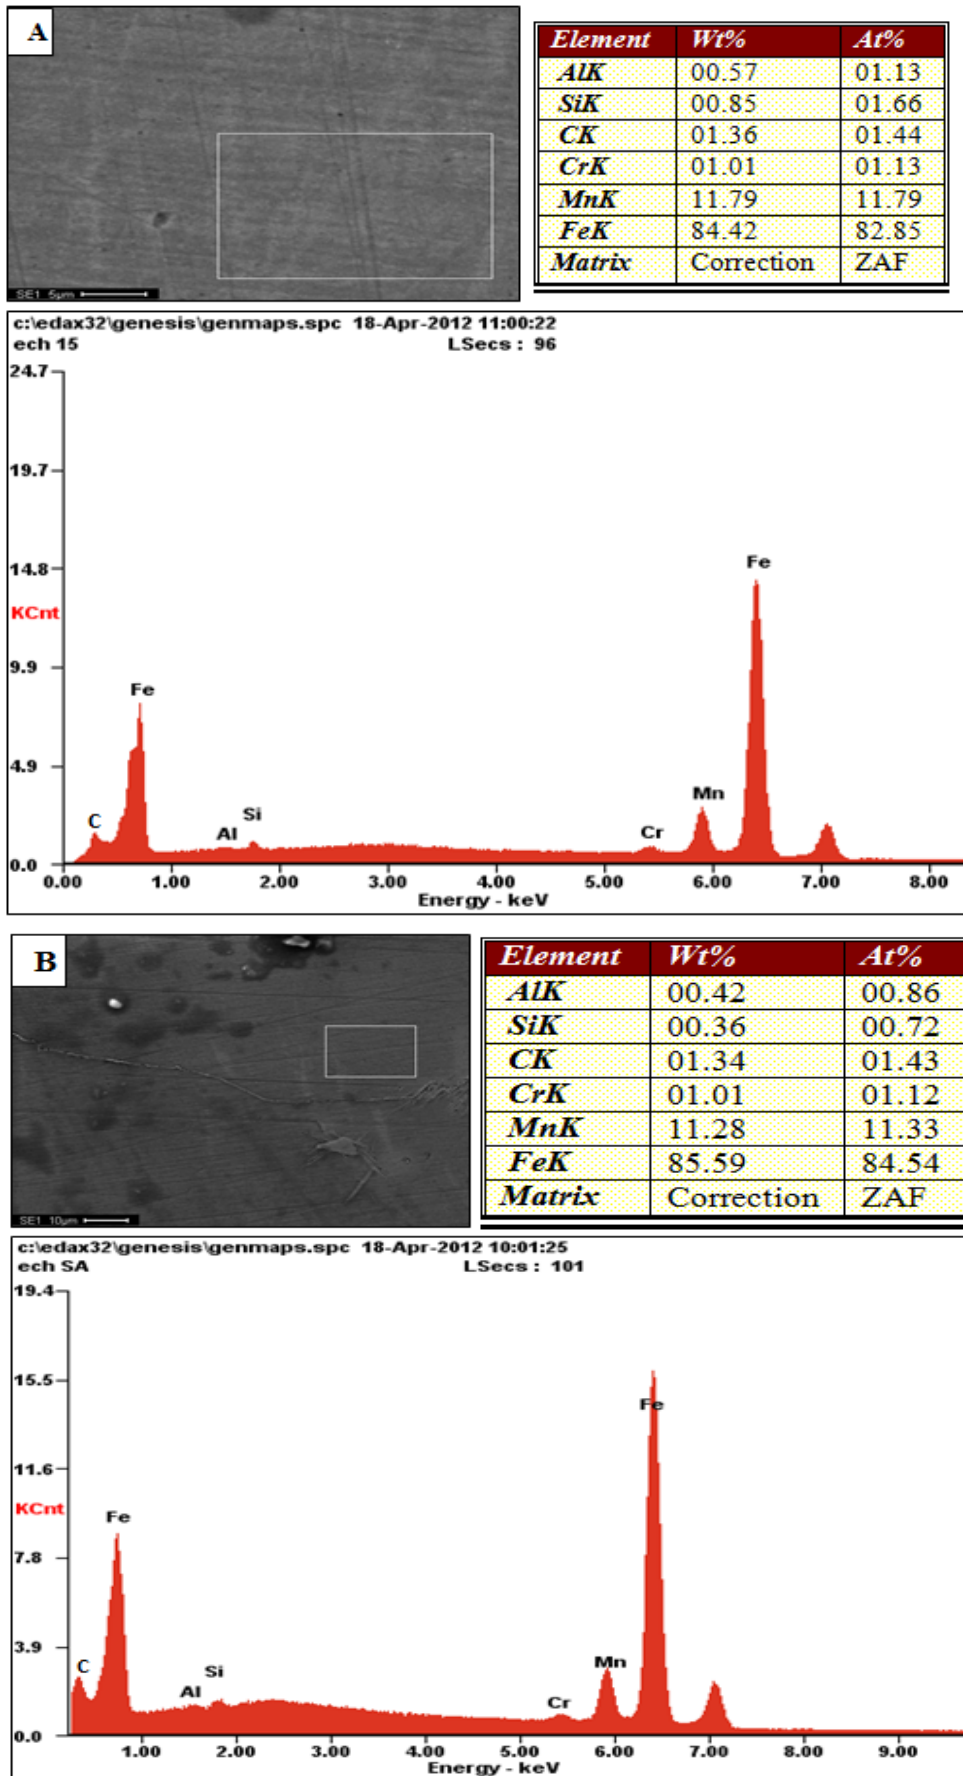 A
SE1 5µm
Element Wt% At%
AlK 00.57 01.13
SiK 00.85 01.66
CK 01.36 01.44
CrK 01.01 01.13
MnK 11.79 11.79
FeK 84.42 82.85
Matrix Correction ZAF
c:\edax32\genesis\genmaps.spc 18-Apr-2012 11:00:22
ech 15 LSecs : 96
24.7
19.7
14.8
KCnt
9.9
4.9
0.0
Fe
C
Al
Si
Cr
Mn
Fe
0.00 1.00 2.00 3.00 4.00 5.00 6.00 7.00 8.00
Energy - keV
B
SE1 10µm
Element Wt% At%
AlK 00.42 00.86
SiK 00.36 00.72
CK 01.34 01.43
CrK 01.01 01.12
MnK 11.28 11.33
FeK 85.59 84.54
Matrix Correction ZAF
c:\edax32\genesis\genmaps.spc 18-Apr-2012 10:01:25
ech SA LSecs : 101
19.4
15.5
11.6
KCnt
7.8
3.9
0.0
Fe
C
Al
Si
Cr
Mn
Fe
1.00 2.00 3.00 4.00 5.00 6.00 7.00 8.00 9.00
Energy - keV